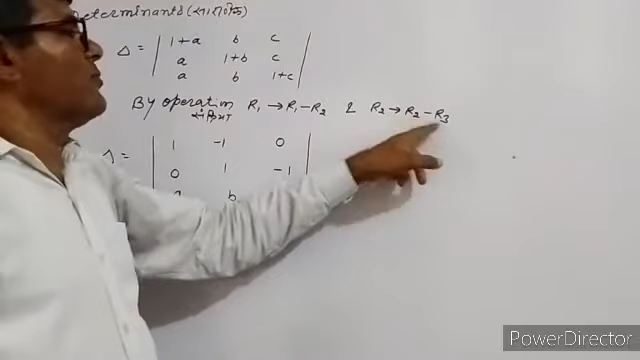 Determinants (सारणिक)
Δ = | 1+a b c |
| a 1+b c |
| a b 1+c |
By operation R₁ → R₁ – R₂ & R₂ → R₂ – R₃
संक्रिया
Δ = | 1 -1 0 |
| 0 1 -1 |
b
PowerDirector